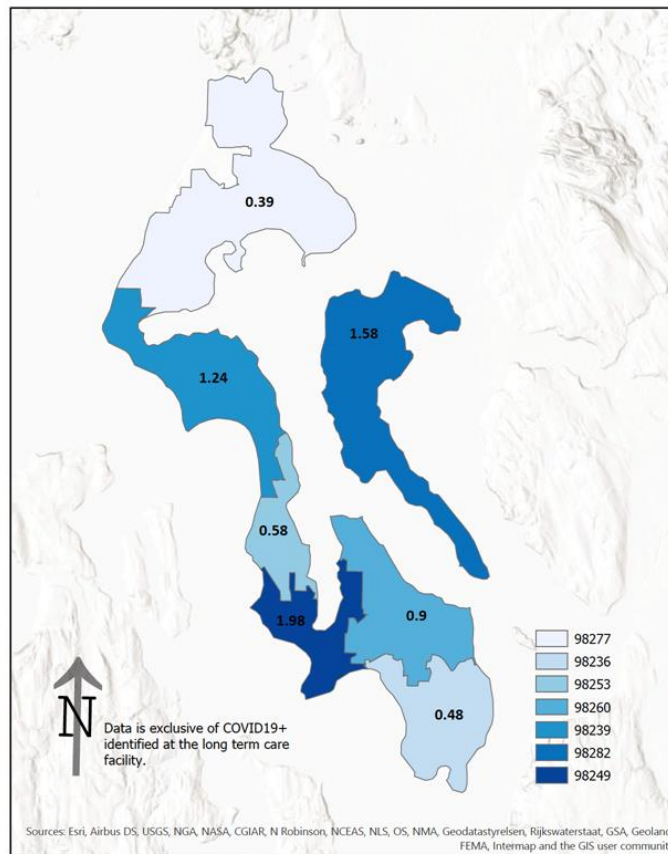 0.39
1.58
1.24
0.58
1.98
0.9
0.48
98277
98236
98253
98260
98239
98282
98249
N
Data is exclusive of COVID19+
identified at the long term care
facility.
Sources: Esri, Airbus DS, USGS, NGA, NASA, CGIAR, N Robinson, NCEAS, NLS, OS, NMA, Geodatastyrelsen, Rijkswaterstaat, GSA, Geoland
FEMA, Intermap and the GIS user communit